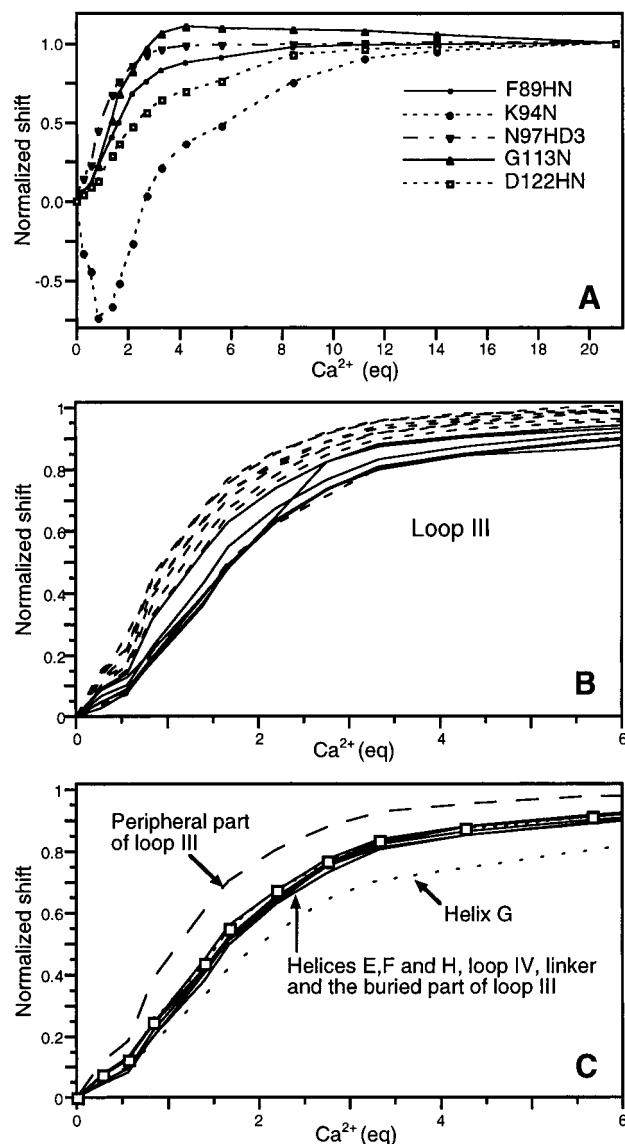 Normalized shift
1.0
0.5
0.0
-0.5
F89HN
K94N
N97HD3
G113N
D122HN
A
0 2 4 6 8 10 12 14 16 18 20
Ca²⁺ (eq)
Normalized shift
1
0.8
0.6
0.4
0.2
0
Loop III
B
0 2 4 6
Ca²⁺ (eq)
Normalized shift
1
0.8
0.6
0.4
0.2
0
Peripheral part
of loop III
Helix G
Helices E,F and H, loop IV, linker
and the buried part of loop III
C
0 2 4 6
Ca²⁺ (eq)